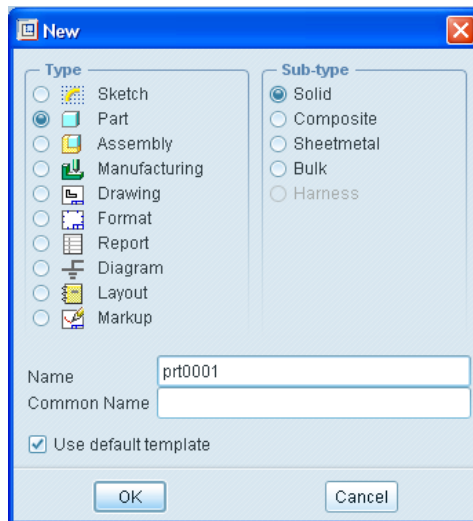 New
Type
Sketch
Part
Assembly
Manufacturing
Drawing
Format
Report
Diagram
Layout
Markup
Sub-type
Solid
Composite
Sheetmetal
Bulk
Harness
Name prt0001
Common Name
Use default template
OK Cancel